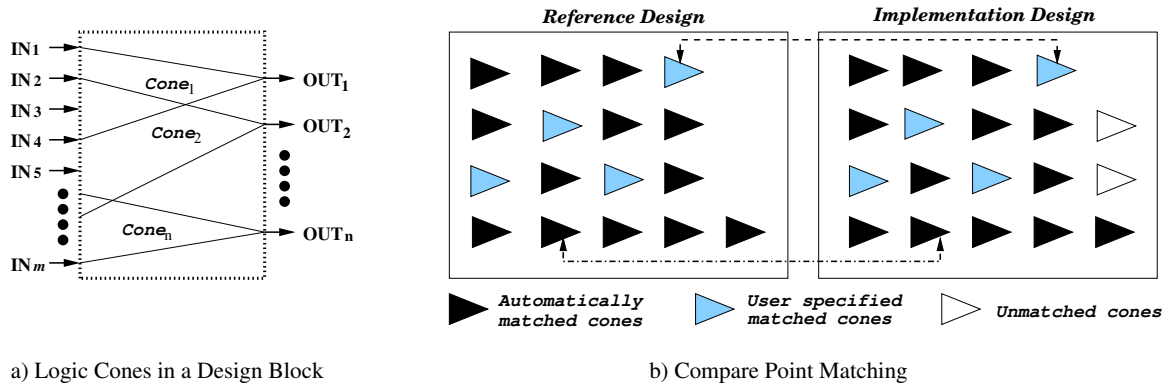 Reference Design
Implementation Design
IN1
IN2
IN3
IN4
IN5
INm
Cone1
Cone2
Conen
OUT1
OUT2
OUTn
Automatically matched cones
User specified matched cones
Unmatched cones
a) Logic Cones in a Design Block
b) Compare Point Matching